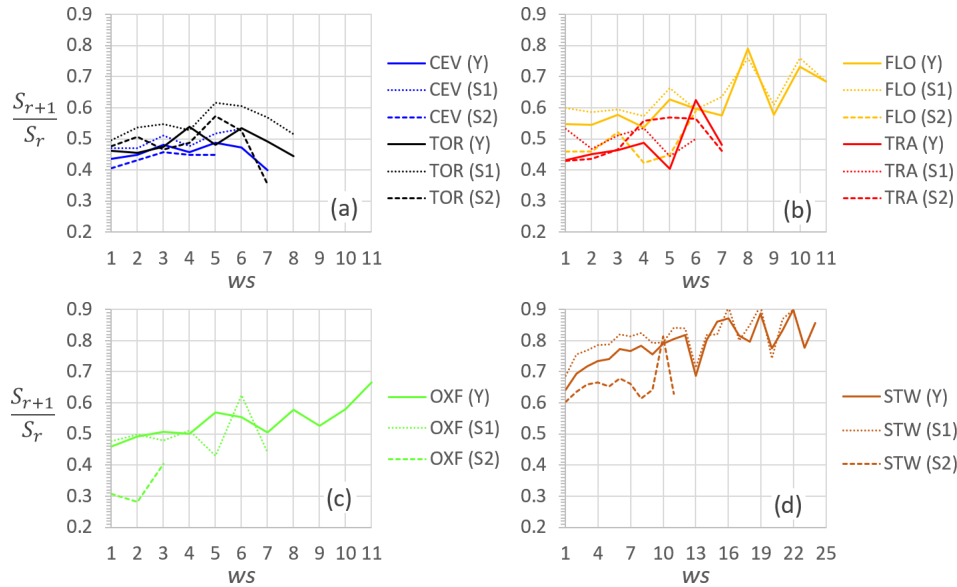 0.9
0.8
0.7
0.6
0.5
0.4
0.3
0.2
S_{r+1}
S_r
1 2 3 4 5 6 7 8 9 10 11
ws
(a)
CEV (Y)
CEV (S1)
CEV (S2)
TOR (Y)
TOR (S1)
TOR (S2)
0.9
0.8
0.7
0.6
0.5
0.4
0.3
0.2
1 2 3 4 5 6 7 8 9 10 11
ws
(b)
FLO (Y)
FLO (S1)
FLO (S2)
TRA (Y)
TRA (S1)
TRA (S2)
0.9
0.8
0.7
0.6
0.5
0.4
0.3
0.2
S_{r+1}
S_r
1 2 3 4 5 6 7 8 9 10 11
ws
(c)
OXF (Y)
OXF (S1)
OXF (S2)
0.9
0.8
0.7
0.6
0.5
0.4
0.3
0.2
1 4 7 10 13 16 19 22 25
ws
(d)
STW (Y)
STW (S1)
STW (S2)